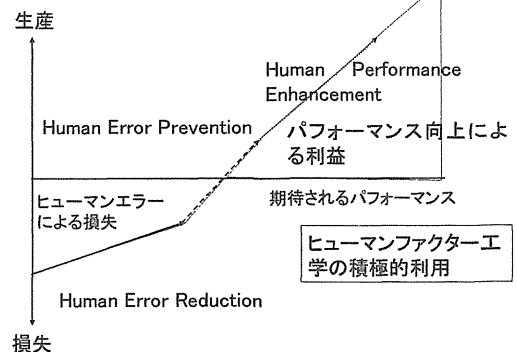 生産
Human Performance
Enhancement
Human Error Prevention
パフォーマンス向上によ
る利益
ヒューマンエラー
による損失
期待されるパフォーマンス
ヒューマンファクター工
学の積極的利用
Human Error Reduction
損失